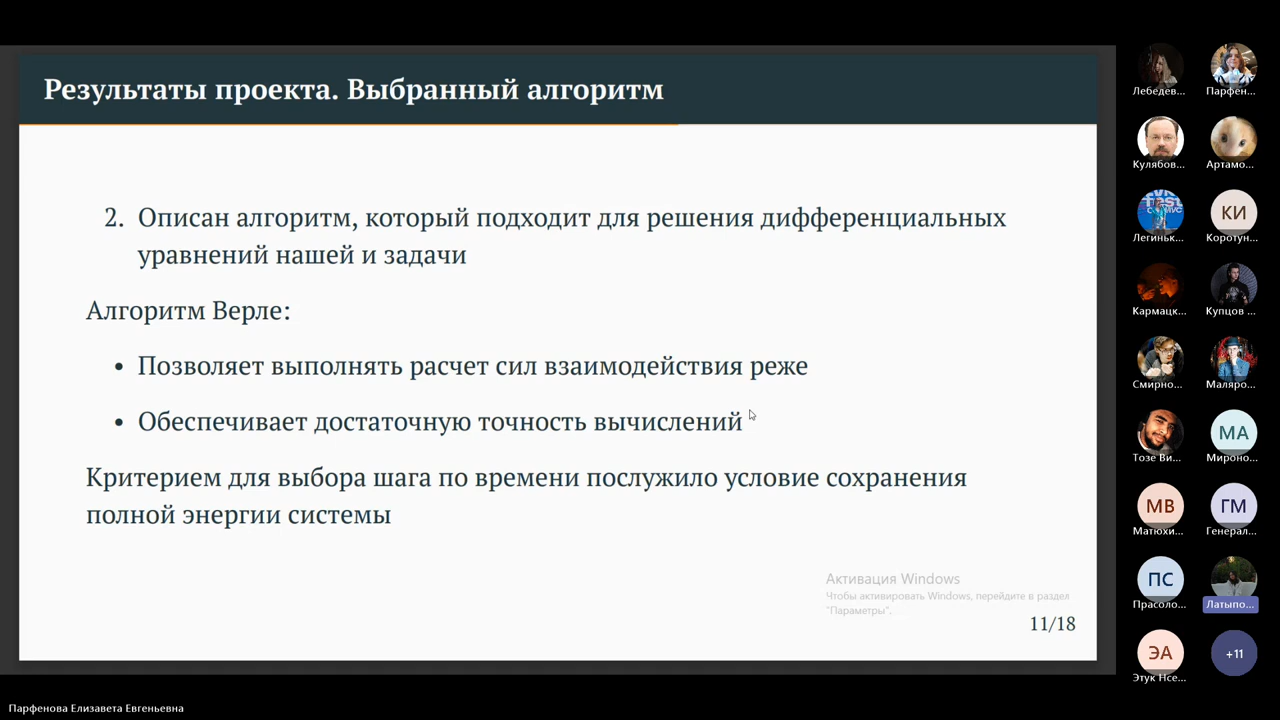 Результаты проекта. Выбранный алгоритм
2. Описан алгоритм, который подходит для решения дифференциальных
уравнений нашей и задачи
Алгоритм Верле:
• Позволяет выполнять расчет сил взаимодействия реже
• Обеспечивает достаточную точность вычислений
Критерием для выбора шага по времени послужило условие сохранения
полной энергии системы
Активация Windows
Чтобы активировать Windows, перейдите в раздел
"Параметры".
11/18
Лебедев...
Парфен...
Кулябов...
Артамо...
Легиньк...
КИ
Коротун...
Кармацк...
Купцов ...
Смирно...
Маляро...
Тозе Ви...
МА
Мироно...
МВ
Матюхи...
ГМ
Генерал...
ПС
Прасоло...
Латыпо...
ЭА
Этук Нсе...
+11
Парфенова Елизавета Евгеньевна